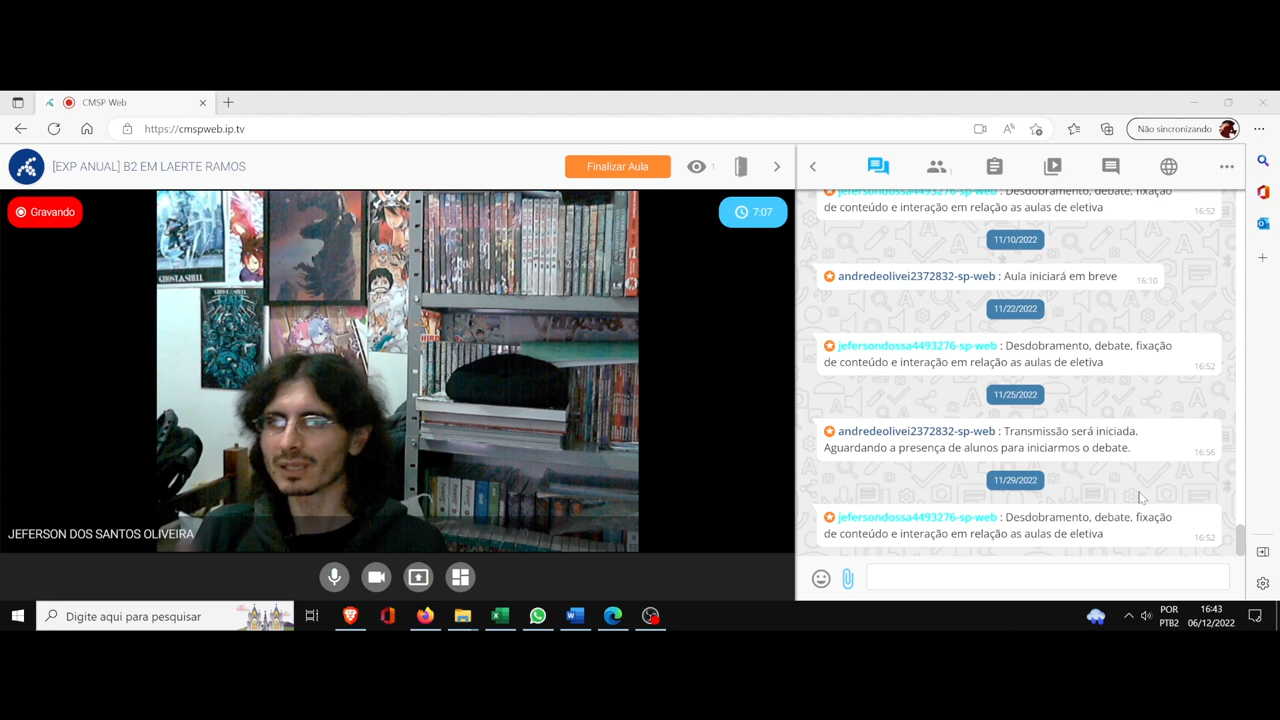 CMSP Web
https://cmspweb.ip.tv
Não sincronizando
[EXP ANUAL] B2 EM LAERTE RAMOS
Finalizar Aula
1
Gravando
7:07
GHOST IN THE SHELL
JEFERSON DOS SANTOS OLIVEIRA
jefersondossa4493276-sp-web : Desdobramento, debate, fixação
de conteúdo e interação em relação as aulas de eletiva
16:52
11/10/2022
andredeolivei2372832-sp-web : Aula iniciará em breve
16:10
11/22/2022
jefersondossa4493276-sp-web : Desdobramento, debate, fixação
de conteúdo e interação em relação as aulas de eletiva
16:52
11/25/2022
andredeolivei2372832-sp-web : Transmissão será iniciada.
Aguardando a presença de alunos para iniciarmos o debate.
16:56
11/29/2022
jefersondossa4493276-sp-web : Desdobramento, debate, fixação
de conteúdo e interação em relação as aulas de eletiva
16:52
Digite aqui para pesquisar
POR
PTB2
16:43
06/12/2022